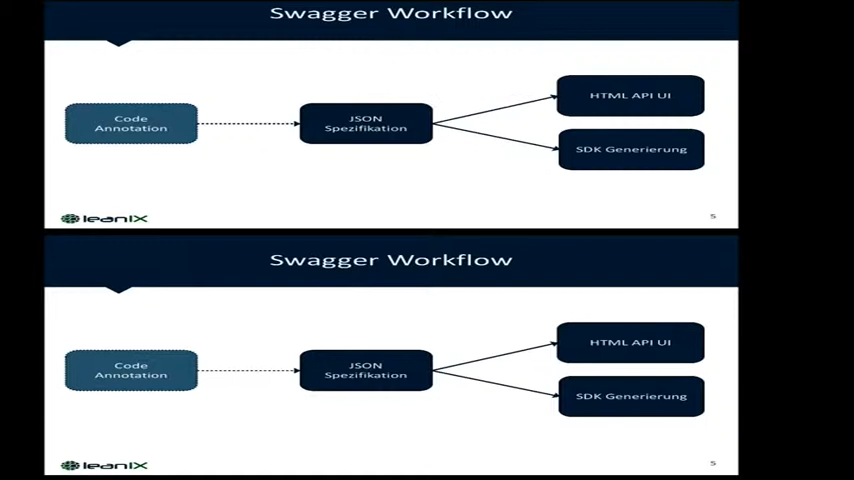 Swagger Workflow
Code
Annotation
JSON
Spezifikation
HTML API UI
SDK Generierung
leanIX
5
Swagger Workflow
Code
Annotation
JSON
Spezifikation
HTML API UI
SDK Generierung
leanIX
5